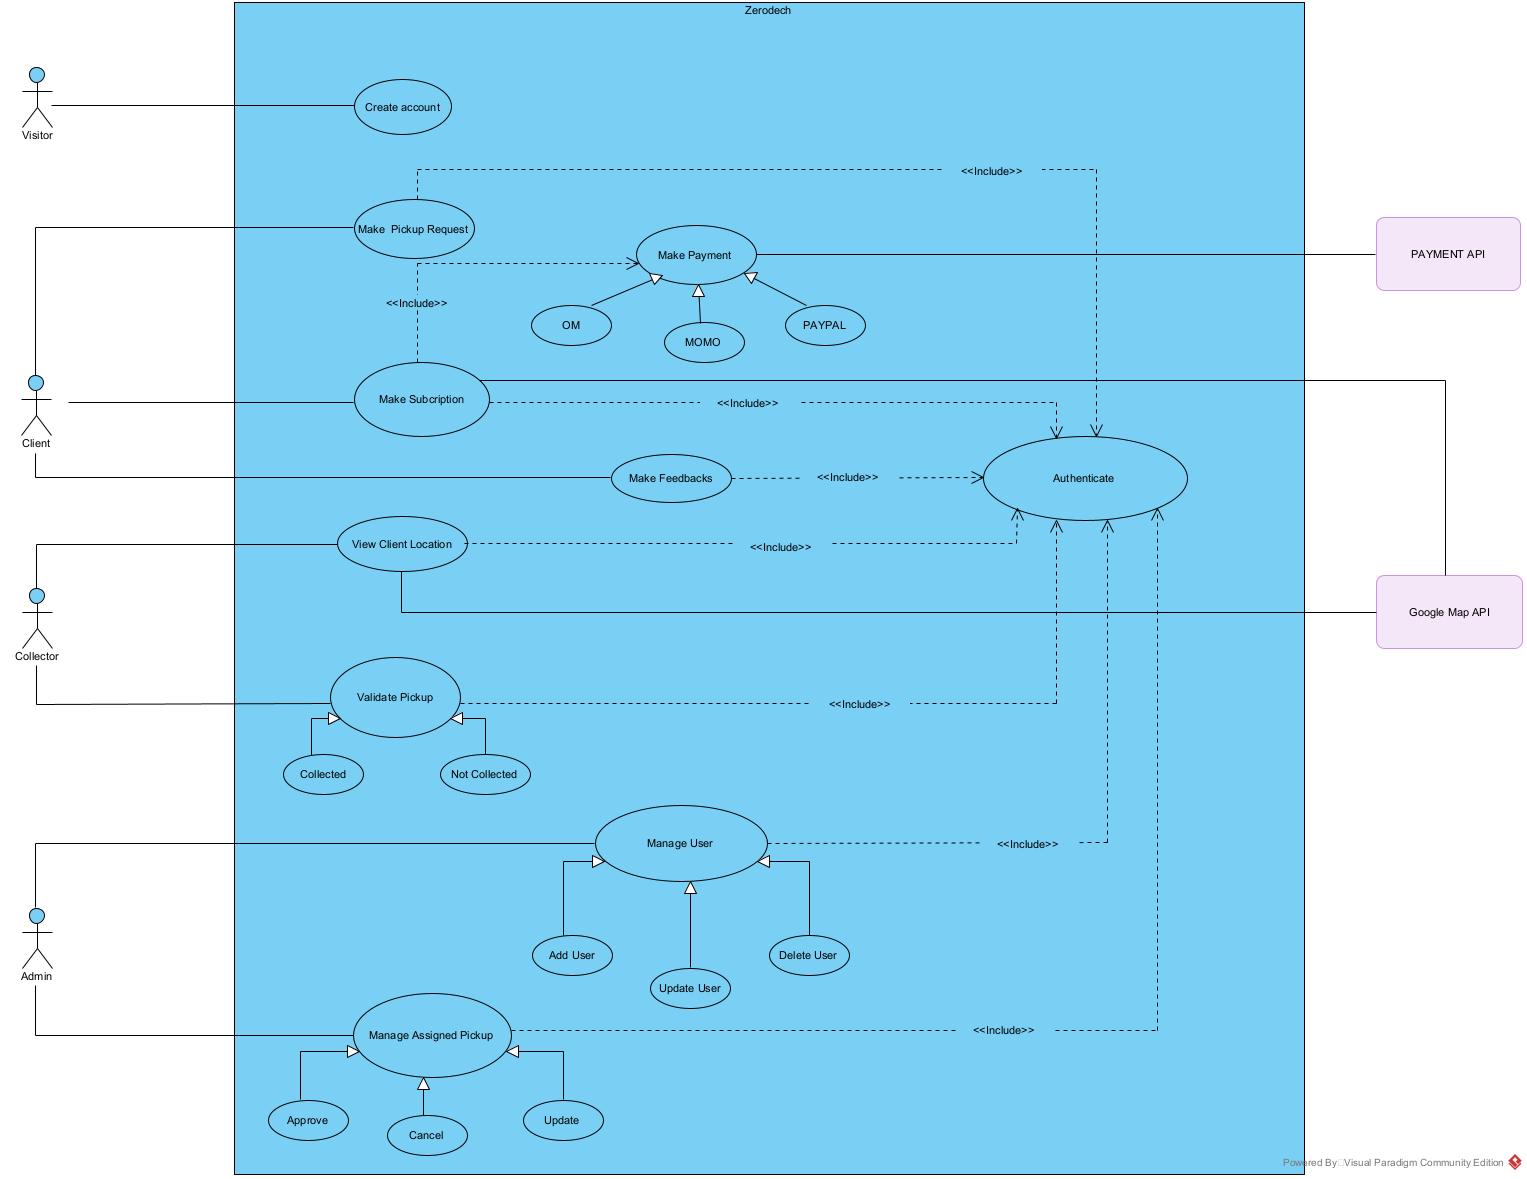 Zerodech
Visitor
Create account
<<Include>>
Make  Pickup Request
Make Payment
PAYMENT API
<<Include>>
OM
MOMO
PAYPAL
Client
Make Subcription
<<Include>>
Make Feedbacks
<<Include>>
Authenticate
View Client Location
<<Include>>
Collector
Google Map API
Validate Pickup
<<Include>>
Collected
Not Collected
Manage User
<<Include>>
Add User
Update User
Delete User
Admin
Manage Assigned Pickup
<<Include>>
Approve
Cancel
Update
Powered By Visual Paradigm Community Edition